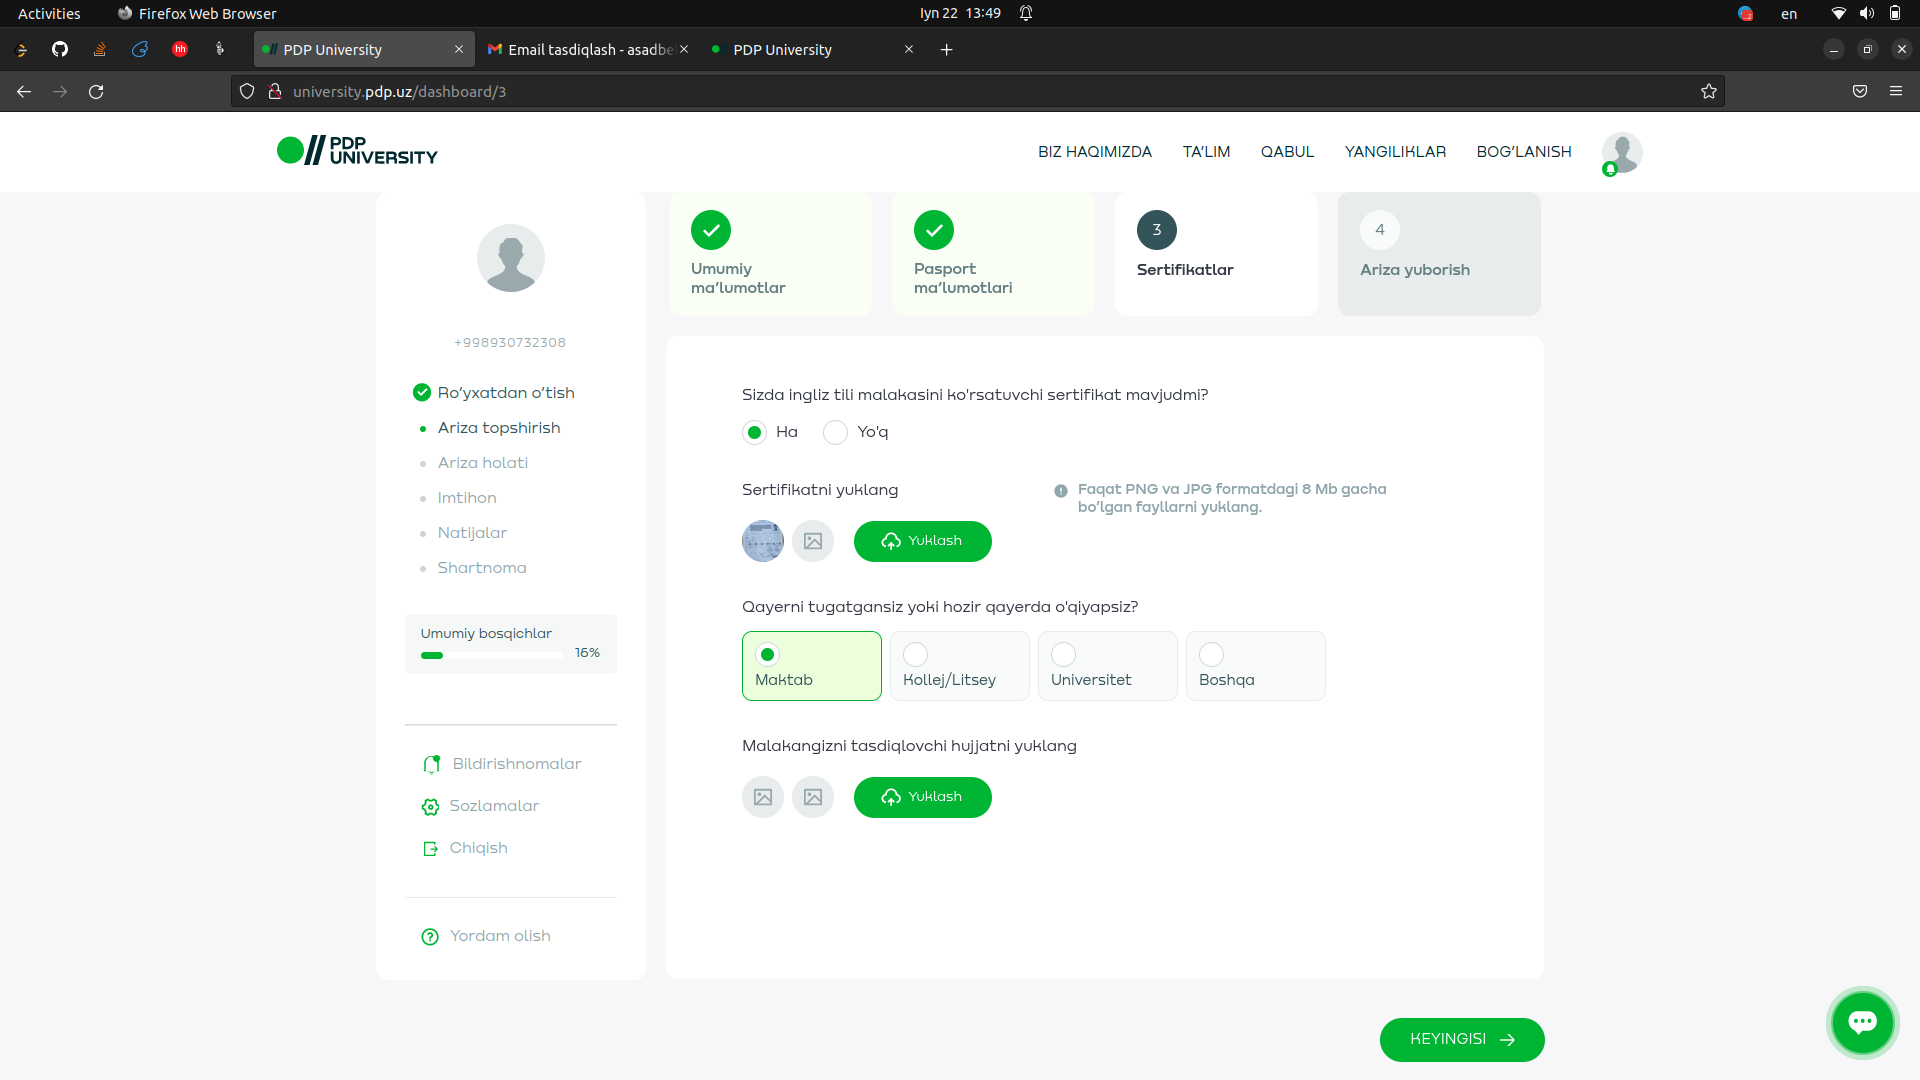 Activities
Firefox Web Browser
Iyn 22 13:49
en
PDP University
Email tasdiqlash - asadbe
PDP University
university.pdp.uz/dashboard/3
PDP
UNIVERSITY
BIZ HAQIMIZDA
TA‘LIM
QABUL
YANGILIKLAR
BOG‘LANISH
Umumiy
ma’lumotlar
Pasport
ma’lumotlari
3
Sertifikatlar
4
Ariza yuborish
+998930732308
Ro‘yxatdan o‘tish
Ariza topshirish
Ariza holati
Imtihon
Natijalar
Shartnoma
Umumiy bosqichlar
16%
Bildirishnomalar
Sozlamalar
Chiqish
Yordam olish
Sizda ingliz tili malakasini ko'rsatuvchi sertifikat mavjudmi?
Ha
Yo'q
Sertifikatni yuklang
Faqat PNG va JPG formatdagi 8 Mb gacha
bo‘lgan fayllarni yuklang.
Yuklash
Qayerni tugatgansiz yoki hozir qayerda o'qiyapsiz?
Maktab
Kollej/Litsey
Universitet
Boshqa
Malakangizni tasdiqlovchi hujjatni yuklang
Yuklash
KEYINGISI